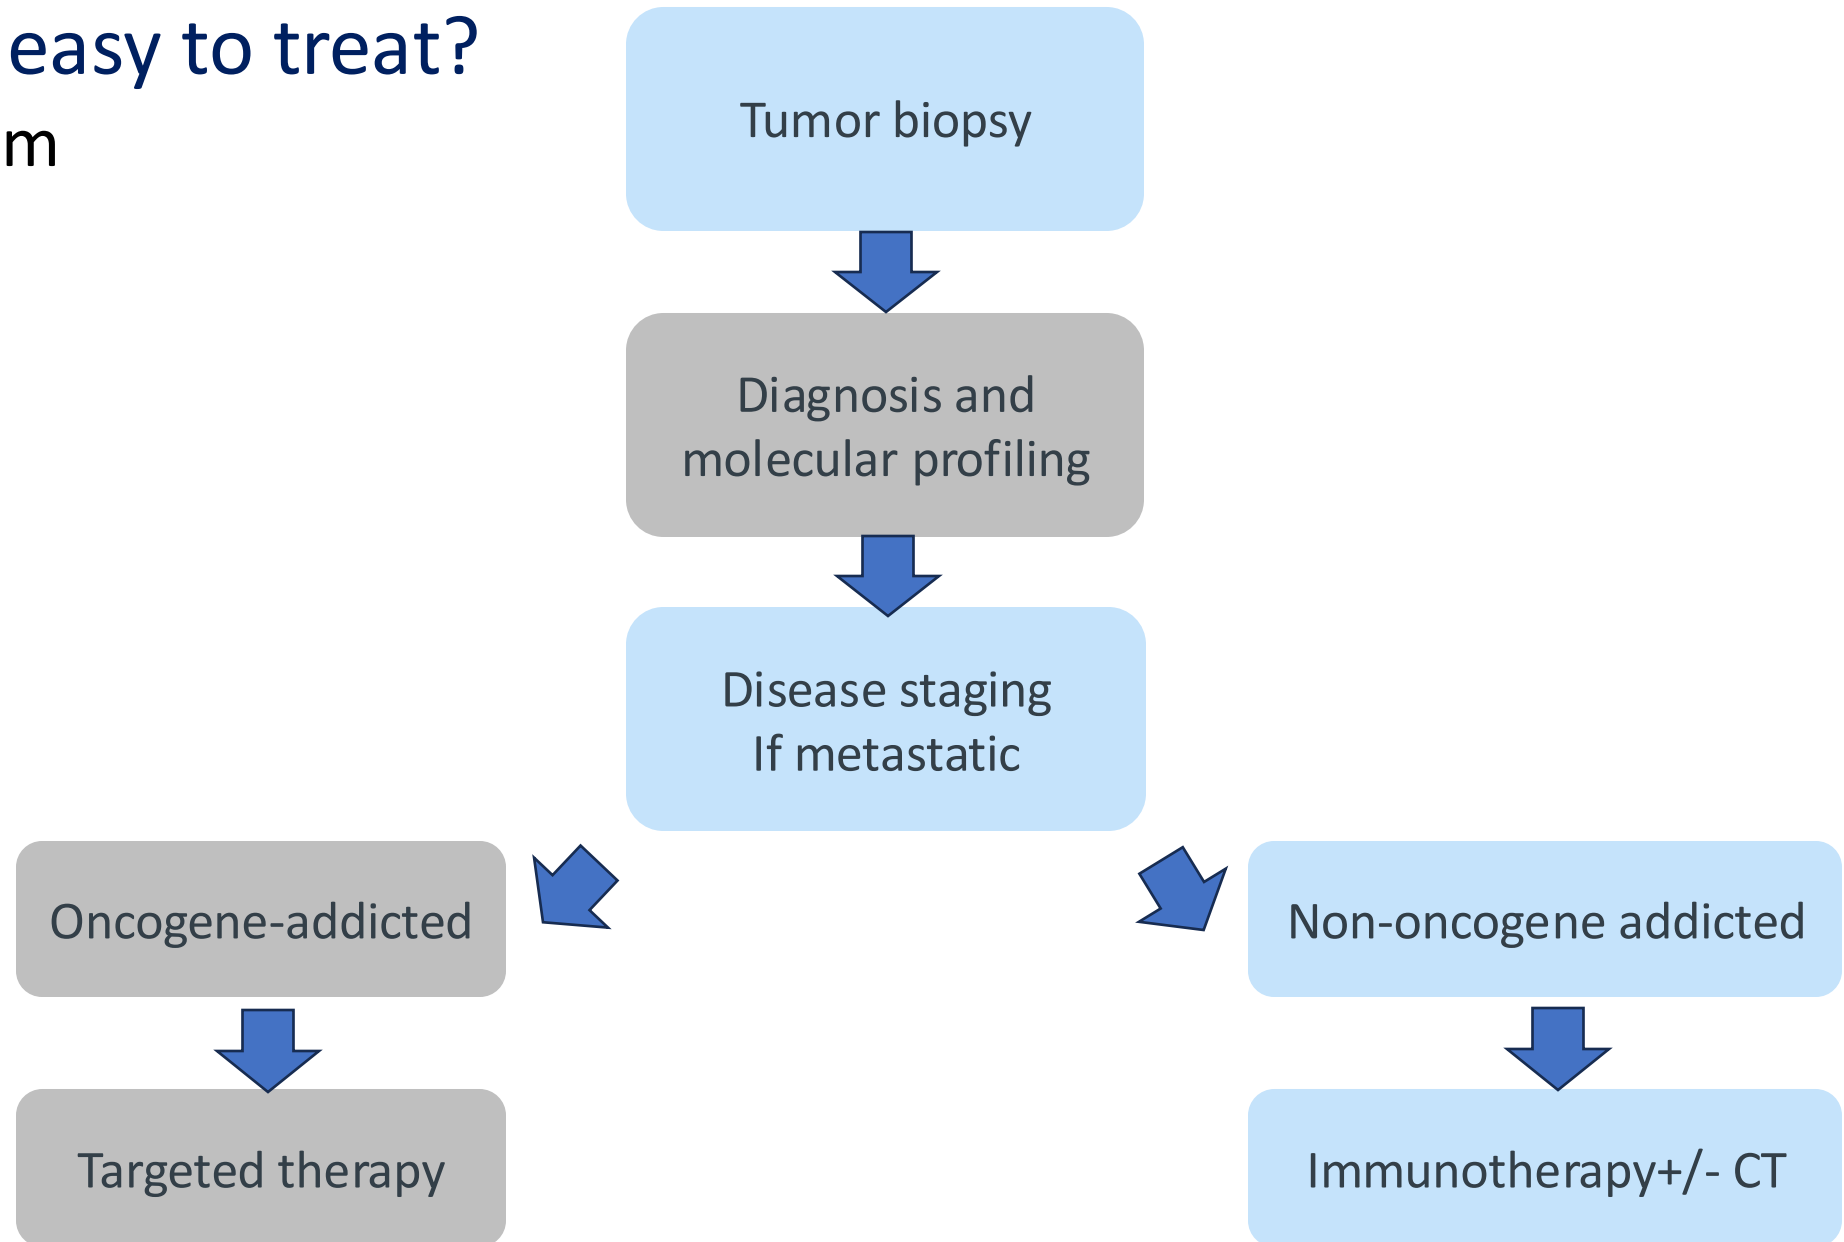 easy to treat?
m
Tumor biopsy
Diagnosis and
molecular profiling
Disease staging
If metastatic
Oncogene-addicted
Non-oncogene addicted
Targeted therapy
Immunotherapy+/- CT